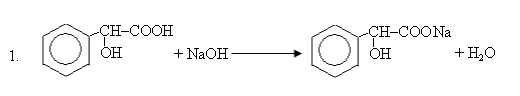 1. CH–COOH
OH
+ NaOH
CH–COONa
OH
+ H₂O